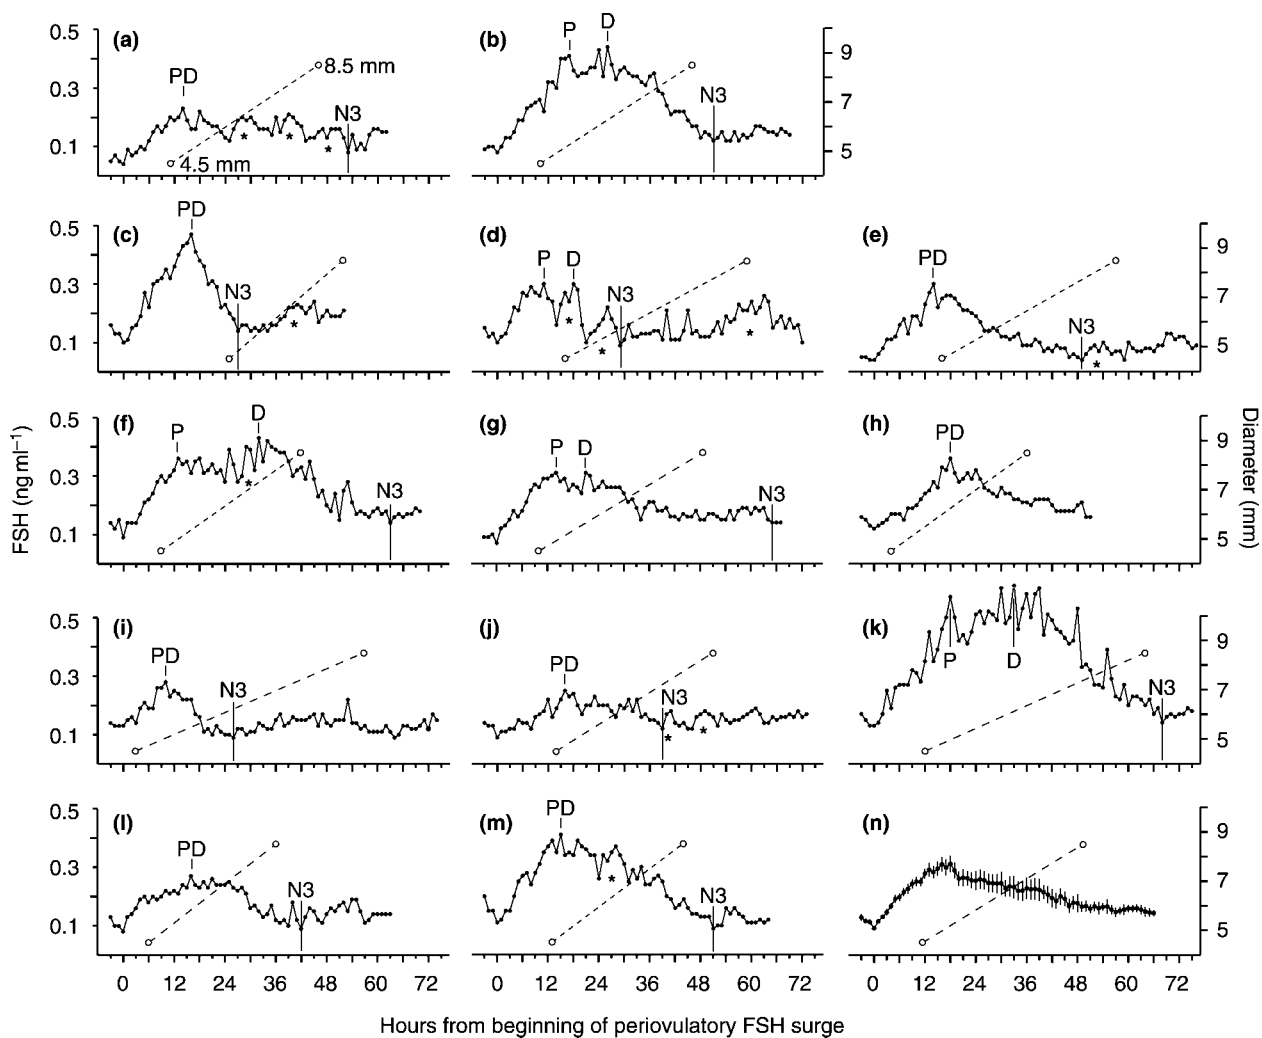 0.5
0.3
0.1
(a)
PD
8.5 mm
4.5 mm
N3
*
*
*
(b)
P
D
N3
9
7
5
0.5
0.3
0.1
(c)
PD
N3
*
(d)
P
D
N3
*
*
*
(e)
PD
N3
*
9
7
5
0.5
0.3
0.1
(f)
P
D
N3
*
(g)
P
D
N3
(h)
PD
9
7
5
FSH (ng ml⁻¹)
Diameter (mm)
0.5
0.3
0.1
(i)
PD
N3
(j)
PD
N3
*
*
(k)
P
D
N3
9
7
5
0.5
0.3
0.1
(l)
PD
N3
(m)
PD
N3
*
(n)
9
7
5
0 12 24 36 48 60 72
0 12 24 36 48 60 72
0 12 24 36 48 60 72
Hours from beginning of periovulatory FSH surge